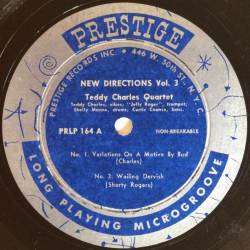 PRESTIGE
PRESTIGE RECORDS INC. * 446 W. 50th ST., N.Y.C.
NEW DIRECTIONS Vol. 3
Teddy Charles Quartet
Teddy Charles, vibes; "Jolly Roger", trumpet;
Shelly Manne, drums; Curtis Counce, bass.
PRLP 164 A
NON-BREAKABLE
No. 1. Variations On A Motive By Bud
(Charles)
No. 2. Wailing Dervish
(Shorty Rogers)
LONG PLAYING MICROGROOVE